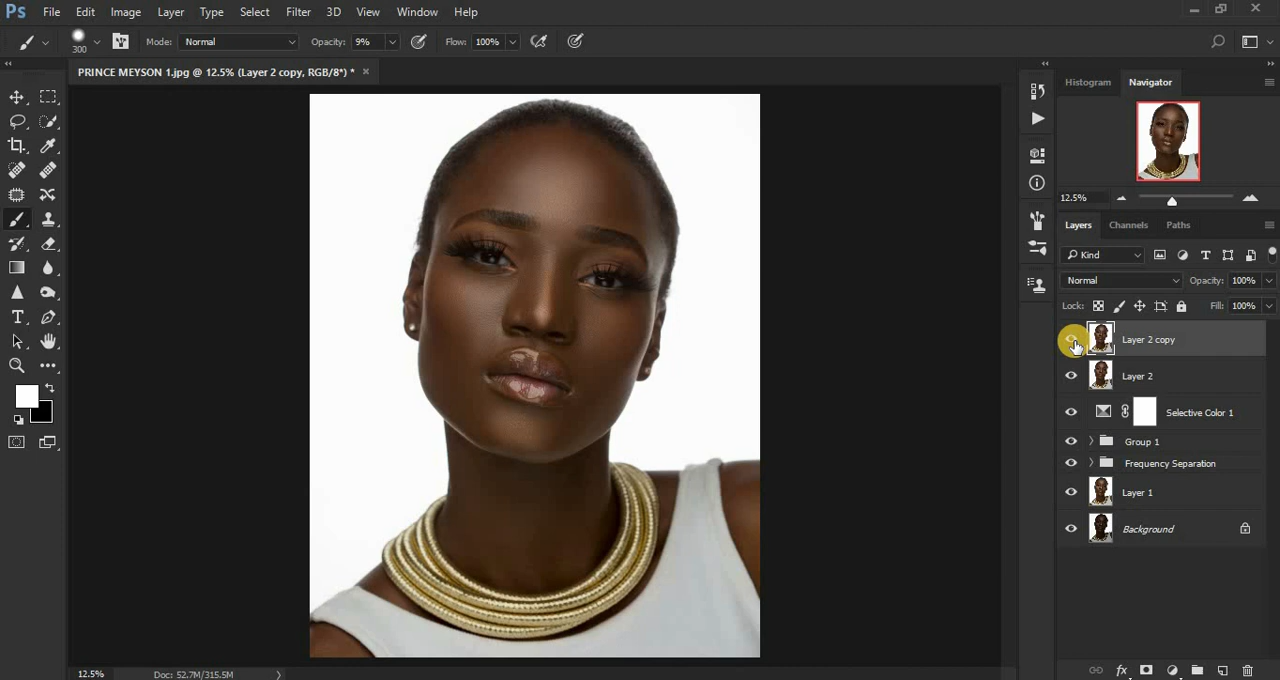 Ps File Edit Image Layer Type Select Filter 3D View Window Help
300 Mode: Normal Opacity: 9% Flow: 100%
PRINCE MEYSON 1.jpg @ 12.5% (Layer 2 copy, RGB/8*) *
Histogram Navigator
12.5%
Layers Channels Paths
Kind
Normal Opacity: 100%
Lock: Fill: 100%
Layer 2 copy
Layer 2
Selective Color 1
Group 1
Frequency Separation
Layer 1
Background
12.5% Doc: 52.7M/315.5M